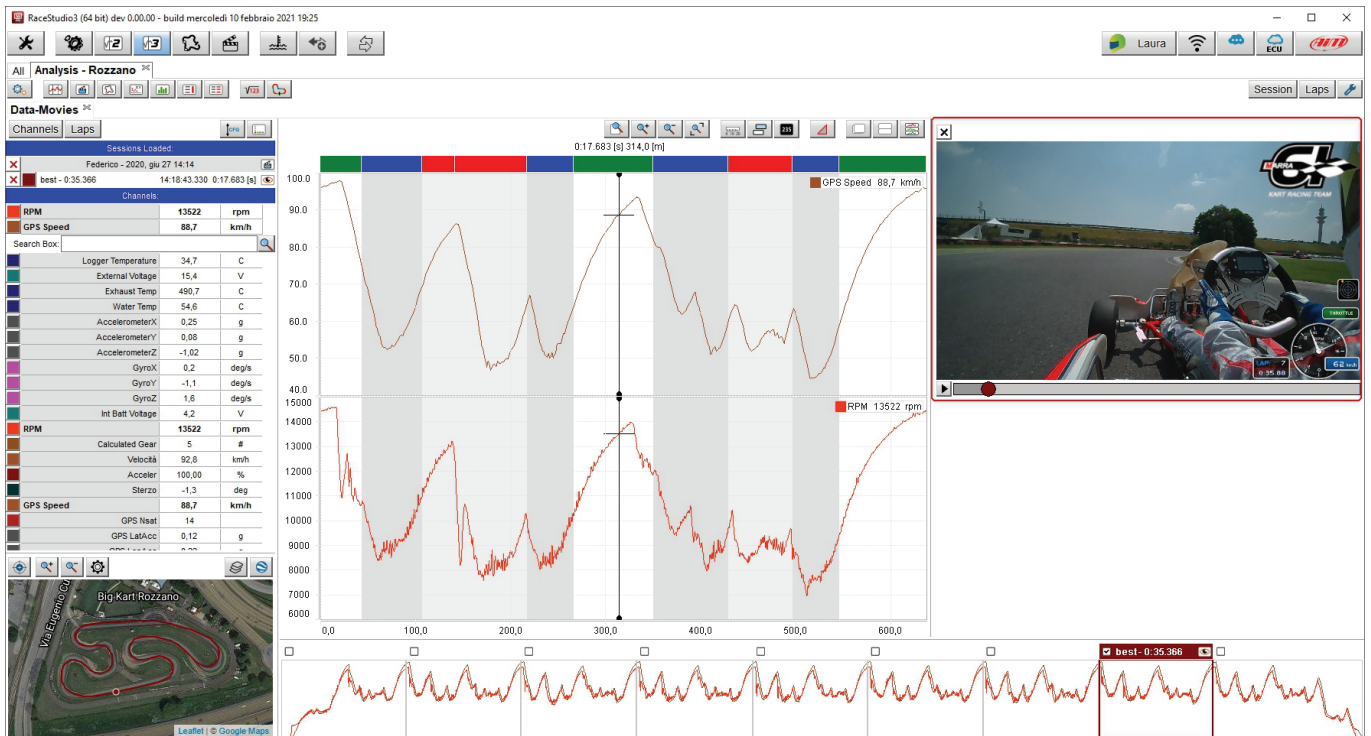 RaceStudio3 (64 bit) dev 0.00.00 - build mercoledì 10 febbraio 2021 19:25
Laura
ECU
AiM
All Analysis - Rozzano
Session Laps
Data-Movies
Channels Laps
CFG
Sessions Loaded:
Federico - 2020, giu 27 14:14
best - 0:35.366 14:18:43.330 0:17.683 [s]
Channels:
RPM 13522 rpm
GPS Speed 88,7 km/h
Search Box:
Logger Temperature 34,7 C
External Voltage 15,4 V
Exhaust Temp 490,7 C
Water Temp 54,6 C
AccelerometerX 0,25 g
AccelerometerY 0,08 g
AccelerometerZ -1,02 g
GyroX 0,2 deg/s
GyroY -1,1 deg/s
GyroZ 1,6 deg/s
Int Batt Voltage 4,2 V
RPM 13522 rpm
Calculated Gear 5 #
Velocità 92,8 km/h
Acceler 100,00 %
Sterzo -1,3 deg
GPS Speed 88,7 km/h
GPS Nsat 14
GPS LatAcc 0,12 g
Via Eugenio Cu
Big-Kart Rozzano
Leaflet | © Google Maps
235
0:17.683 [s] 314,0 [m]
GPS Speed 88,7 km/h
100.0
90.0
80.0
70.0
60.0
50.0
40.0
RPM 13522 rpm
15000
14000
13000
12000
11000
10000
9000
8000
7000
6000
0,0 100,0 200,0 300,0 400,0 500,0 600,0
MARRA
KART RACING TEAM
THROTTLE
LAP 7
0:35.88
62 km/h
best- 0:35.366